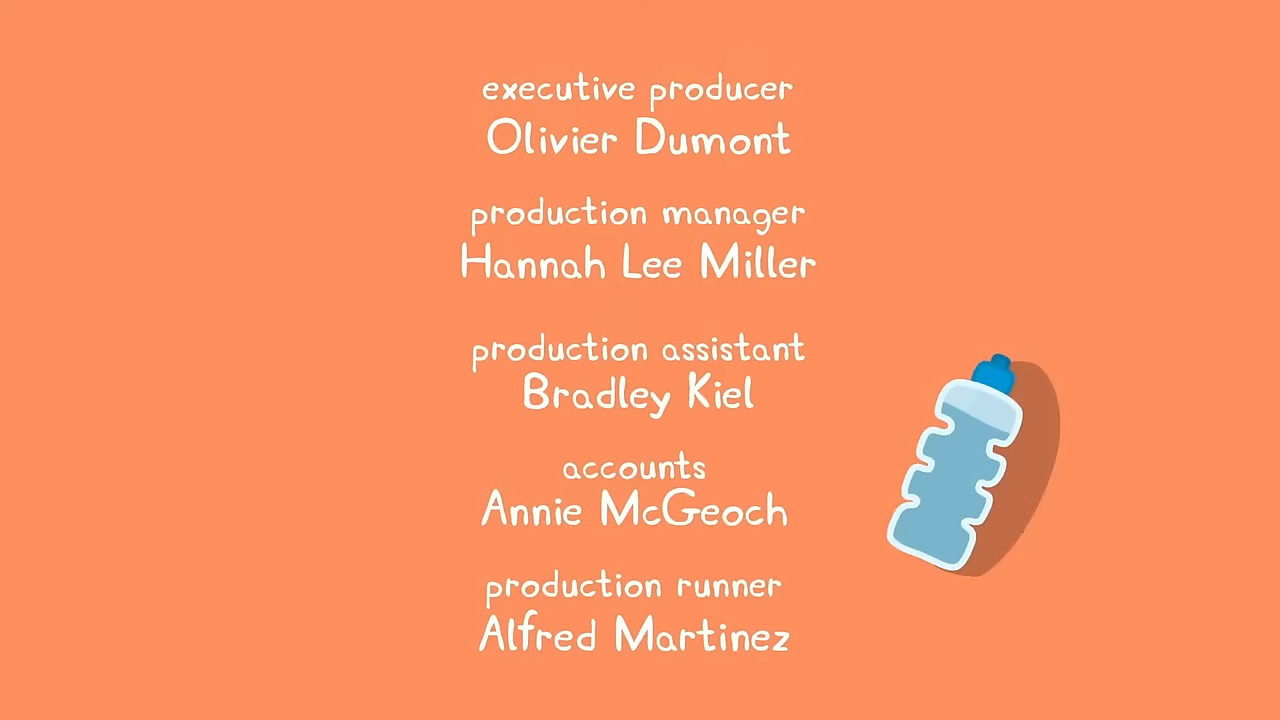 executive producer
Olivier Dumont
production manager
Hannah Lee Miller
production assistant
Bradley Kiel
accounts
Annie McGeoch
production runner
Alfred Martinez